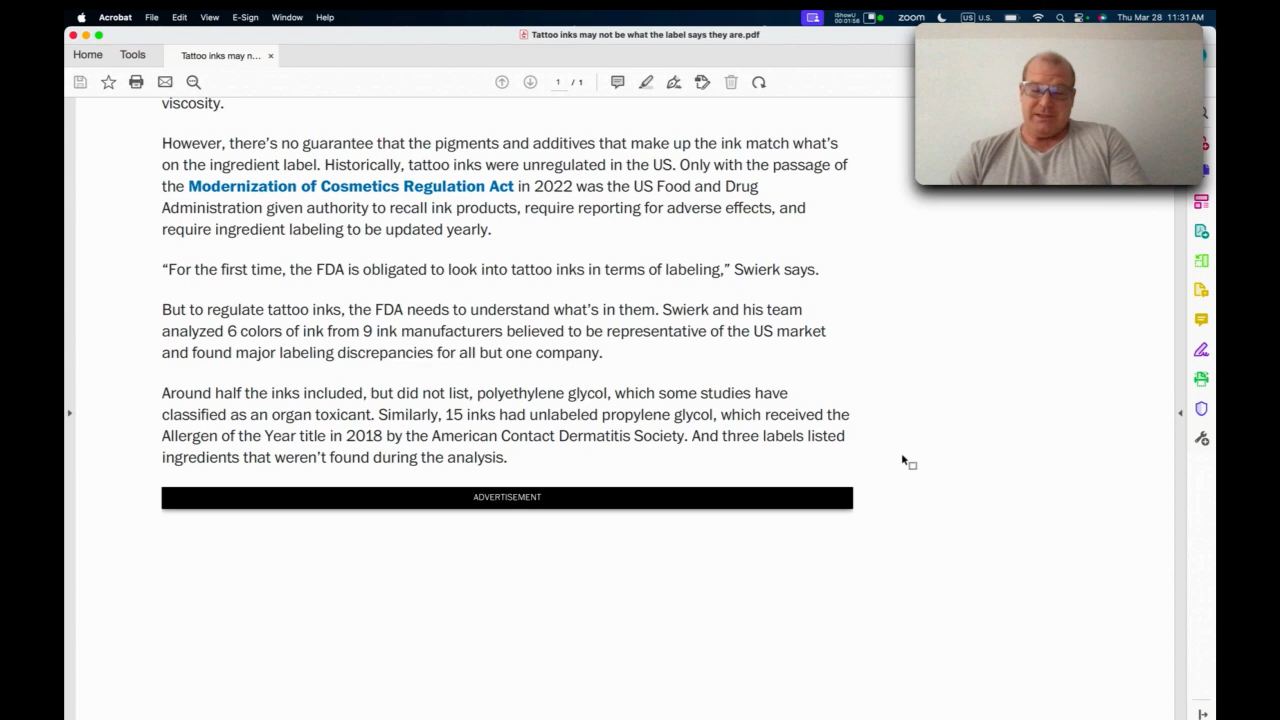 Acrobat File Edit View E-Sign Window Help
iShowU
00:01:56
zoom
US U.S.
Thu Mar 28 11:31 AM
Tattoo inks may not be what the label says they are.pdf
Home Tools Tattoo inks may n... ×
1 / 1
viscosity.
However, there’s no guarantee that the pigments and additives that make up the ink match what’s
on the ingredient label. Historically, tattoo inks were unregulated in the US. Only with the passage of
the Modernization of Cosmetics Regulation Act in 2022 was the US Food and Drug
Administration given authority to recall ink products, require reporting for adverse effects, and
require ingredient labeling to be updated yearly.
“For the first time, the FDA is obligated to look into tattoo inks in terms of labeling,” Swierk says.
But to regulate tattoo inks, the FDA needs to understand what’s in them. Swierk and his team
analyzed 6 colors of ink from 9 ink manufacturers believed to be representative of the US market
and found major labeling discrepancies for all but one company.
Around half the inks included, but did not list, polyethylene glycol, which some studies have
classified as an organ toxicant. Similarly, 15 inks had unlabeled propylene glycol, which received the
Allergen of the Year title in 2018 by the American Contact Dermatitis Society. And three labels listed
ingredients that weren’t found during the analysis.
ADVERTISEMENT